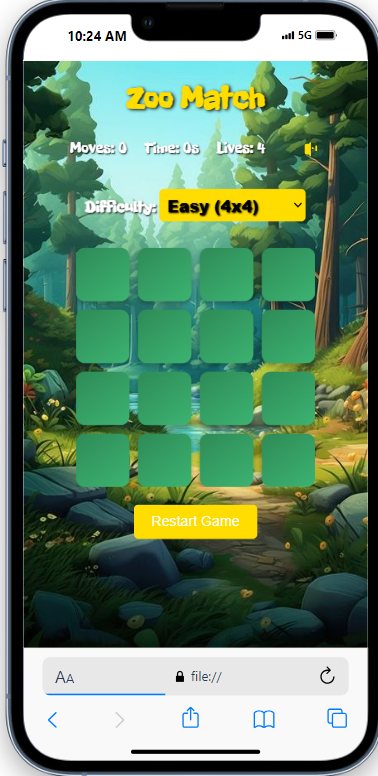 10:24 AM 5G
Zoo Match
Moves: 0 Time: 0s Lives: 4
Difficulty: Easy (4x4)
Restart Game
AA file://